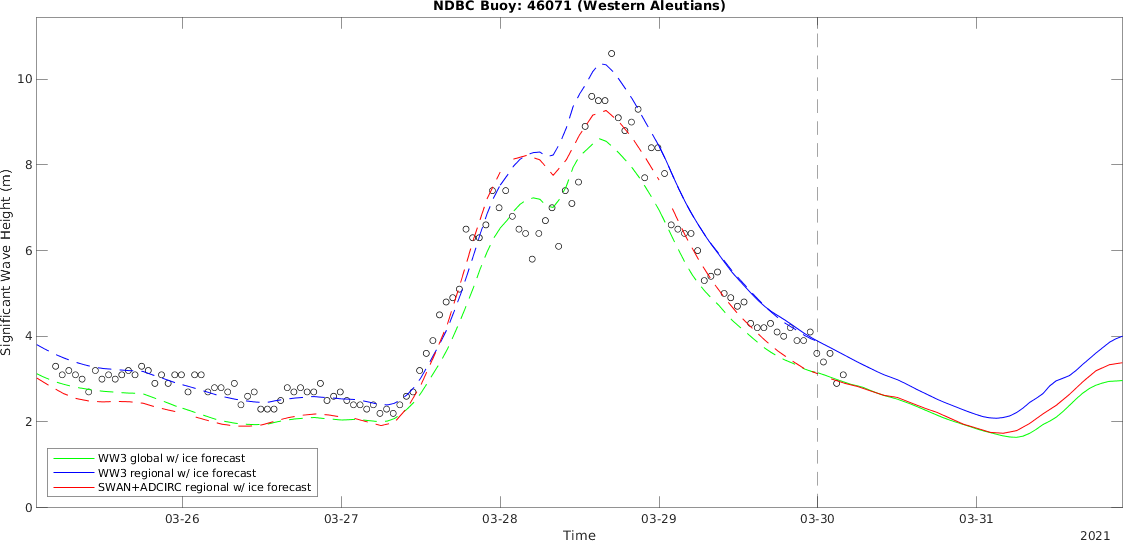 NDBC Buoy: 46071 (Western Aleutians)
Significant Wave Height (m)
10
8
6
4
2
0
WW3 global w/ ice forecast
WW3 regional w/ ice forecast
SWAN+ADCIRC regional w/ ice forecast
03-26 03-27 03-28 03-29 03-30 03-31
Time
2021